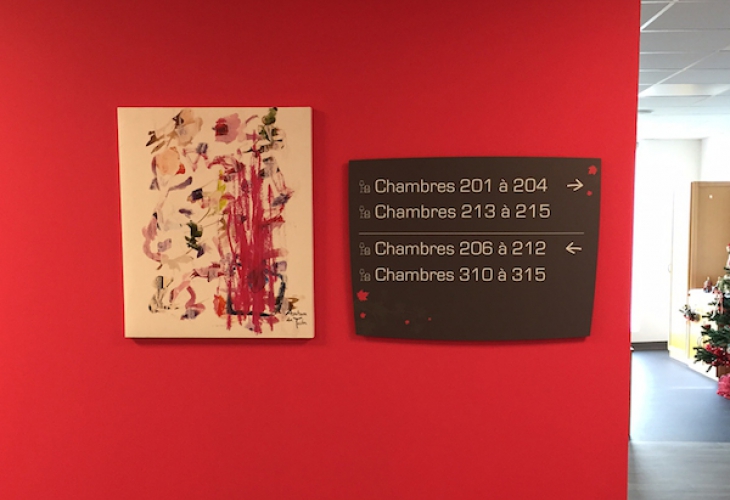 Chambres 201 à 204 →
Chambres 213 à 215
Chambres 206 à 212 ←
Chambres 310 à 315